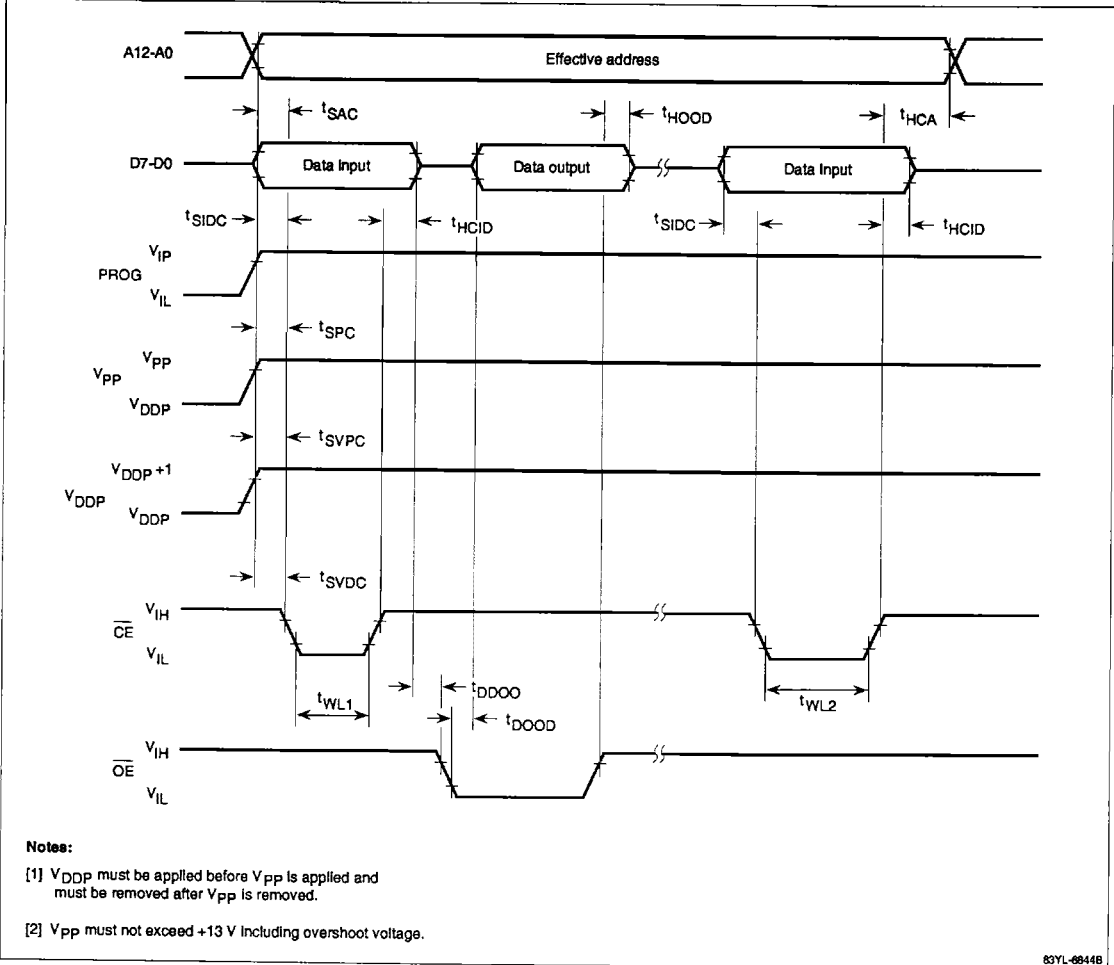 A12-A0
Effective address
tSAC
tHOOD
tHCA
D7-D0
Data Input
Data output
Data Input
tSIDC
tHCID
tSIDC
tHCID
VIP
PROG
VIL
tSPC
VPP
VPP
VDDP
tSVPC
VDDP +1
VDDP
VDDP
tSVDC
VIH
CE
VIL
tWL1
tDDOO
tDOOD
tWL2
VIH
OE
VIL
Notes:
[1] VDDP must be applied before VPP is applied and
must be removed after VPP is removed.
[2] VPP must not exceed +13 V including overshoot voltage.
83YL-6844B